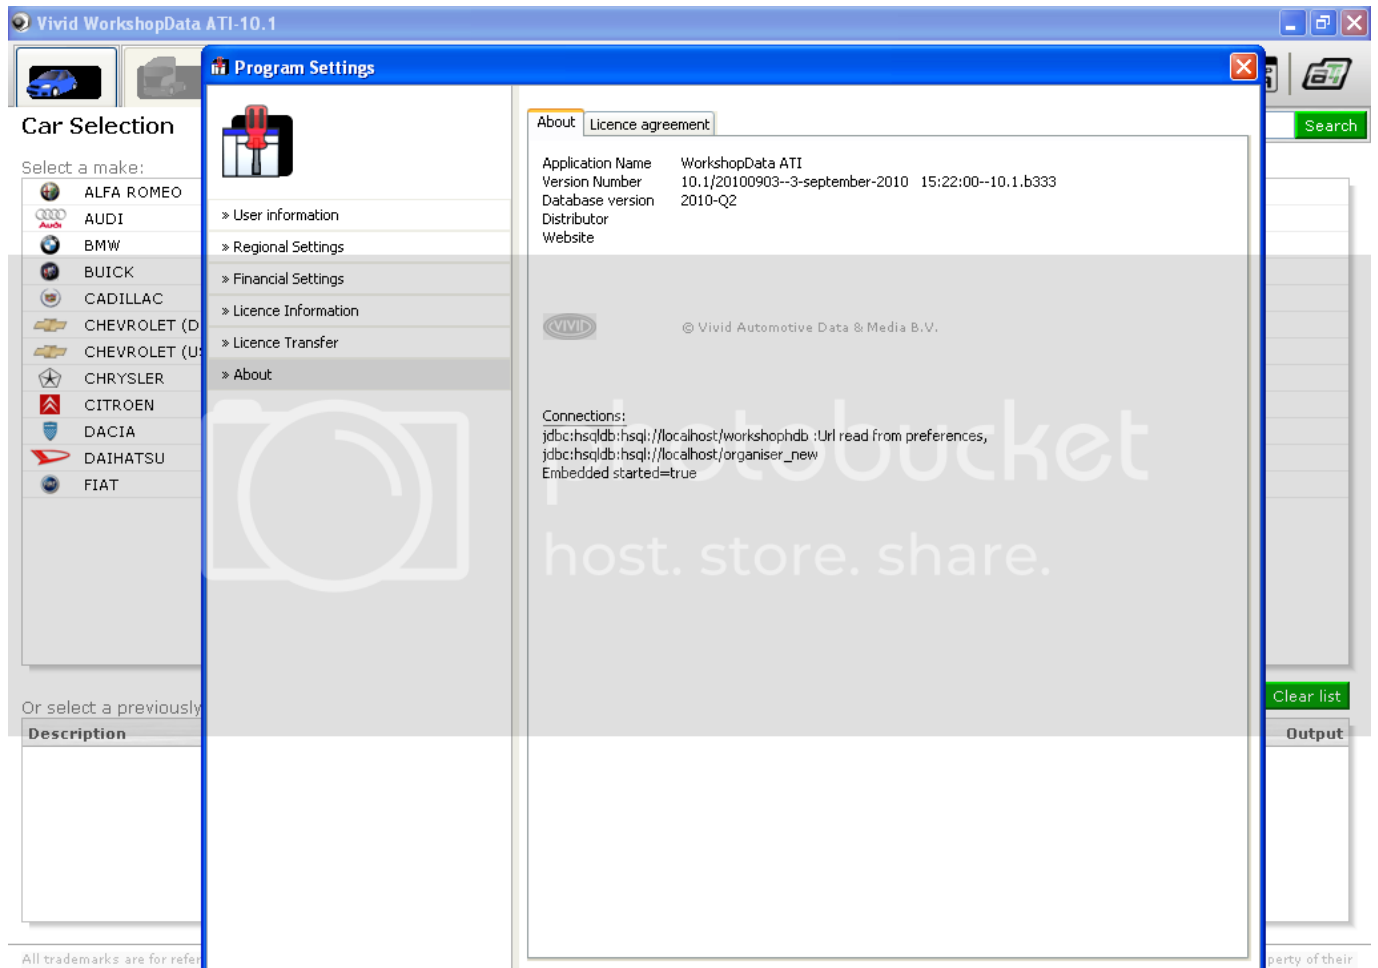 Vivid WorkshopData ATI-10.1
Program Settings
Car Selection
Search
Select a make:
ALFA ROMEO
AUDI
BMW
BUICK
CADILLAC
CHEVROLET (D
CHEVROLET (U
CHRYSLER
CITROEN
DACIA
DAIHATSU
FIAT
» User information
» Regional Settings
» Financial Settings
» Licence Information
» Licence Transfer
» About
About Licence agreement
Application Name WorkshopData ATI
Version Number 10.1/20100903--3-september-2010 15:22:00--10.1.b333
Database version 2010-Q2
Distributor
Website
VIVID © Vivid Automotive Data & Media B.V.
Connections:
jdbc:hsqldb:hsql://localhost/workshophdb :Url read from preferences,
jdbc:hsqldb:hsql://localhost/organiser_new
Embedded started=true
photobucket
host. store. share.
Or select a previously
Clear list
Description
Output
All trademarks are for refer
perty of their